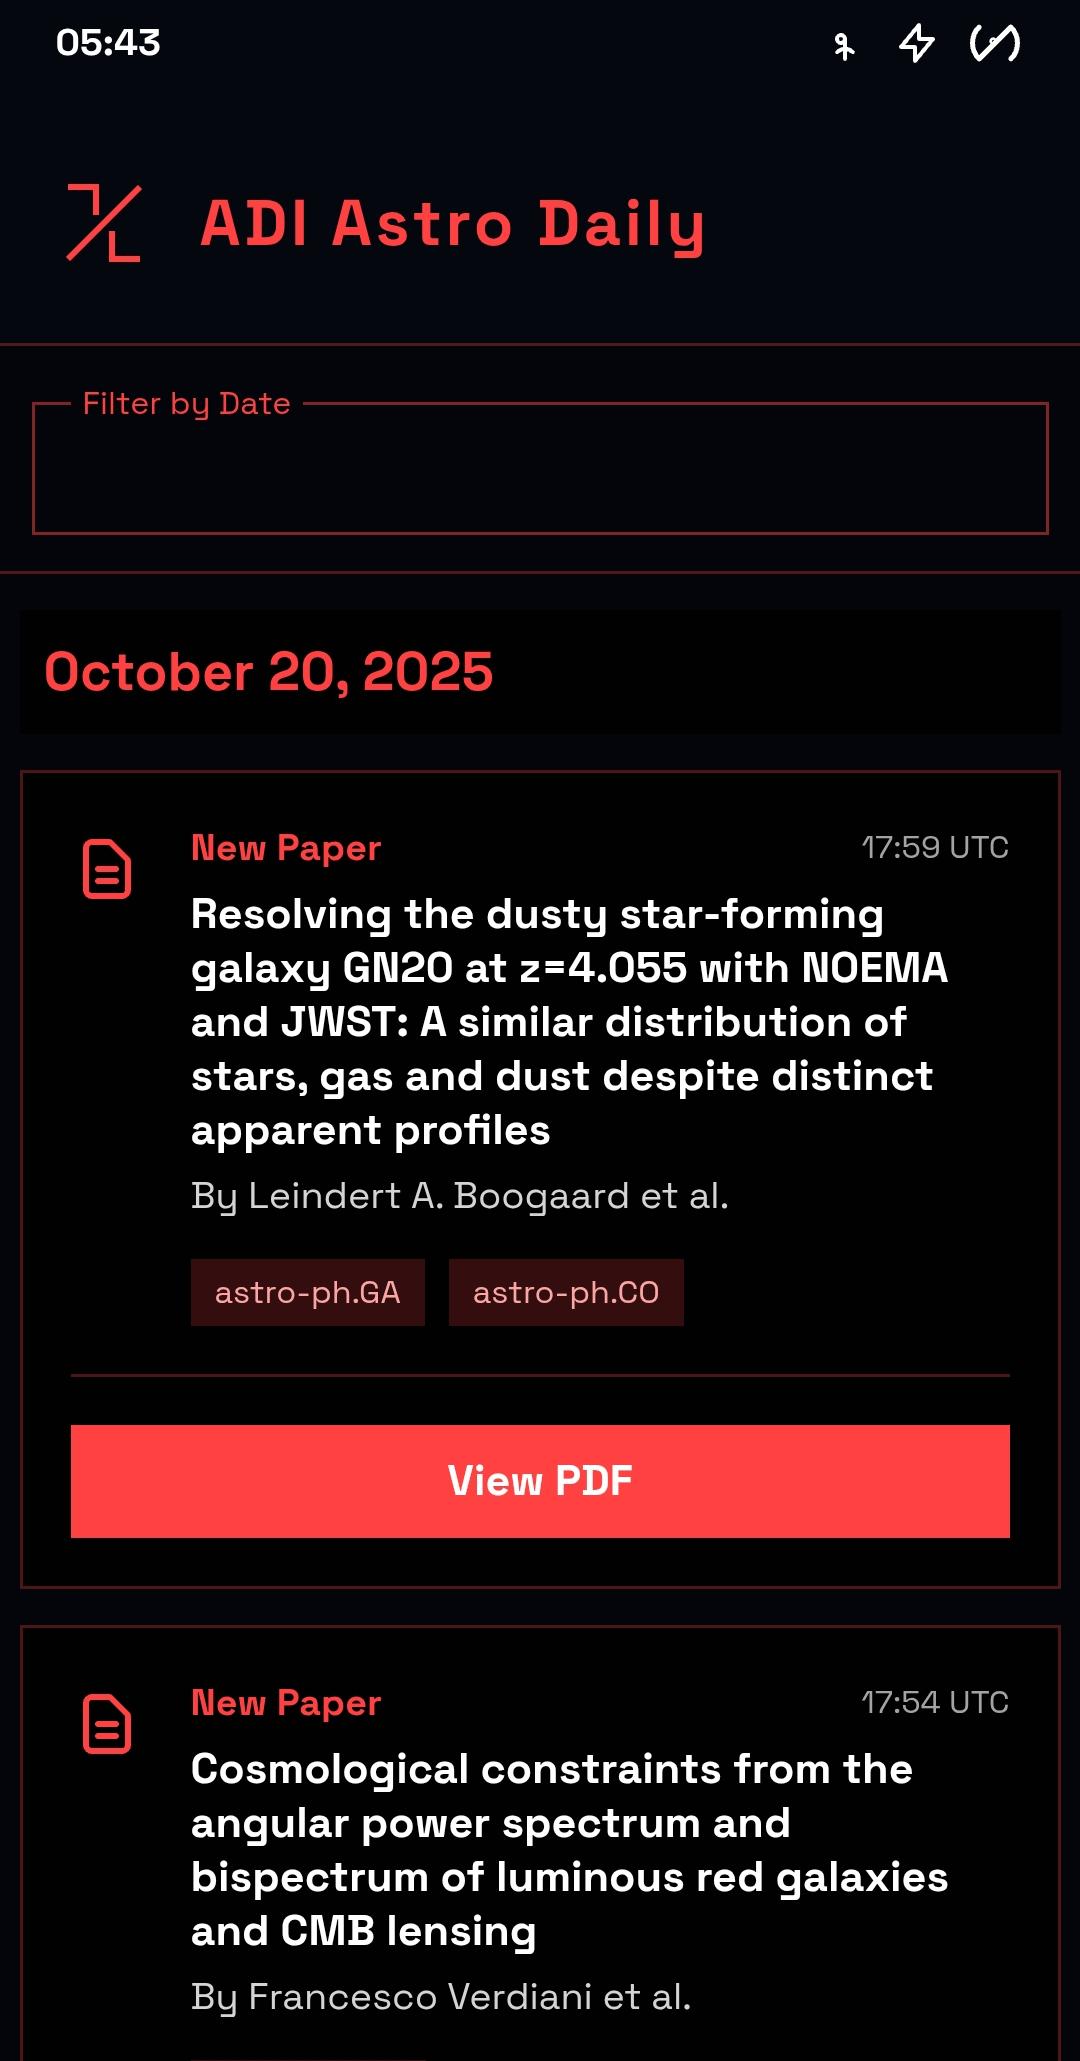 05:43
ADI Astro Daily
Filter by Date
October 20, 2025
New Paper
17:59 UTC
Resolving the dusty star-forming
galaxy GN20 at z=4.055 with NOEMA
and JWST: A similar distribution of
stars, gas and dust despite distinct
apparent profiles
By Leindert A. Boogaard et al.
astro-ph.GA
astro-ph.CO
View PDF
New Paper
17:54 UTC
Cosmological constraints from the
angular power spectrum and
bispectrum of luminous red galaxies
and CMB lensing
By Francesco Verdiani et al.